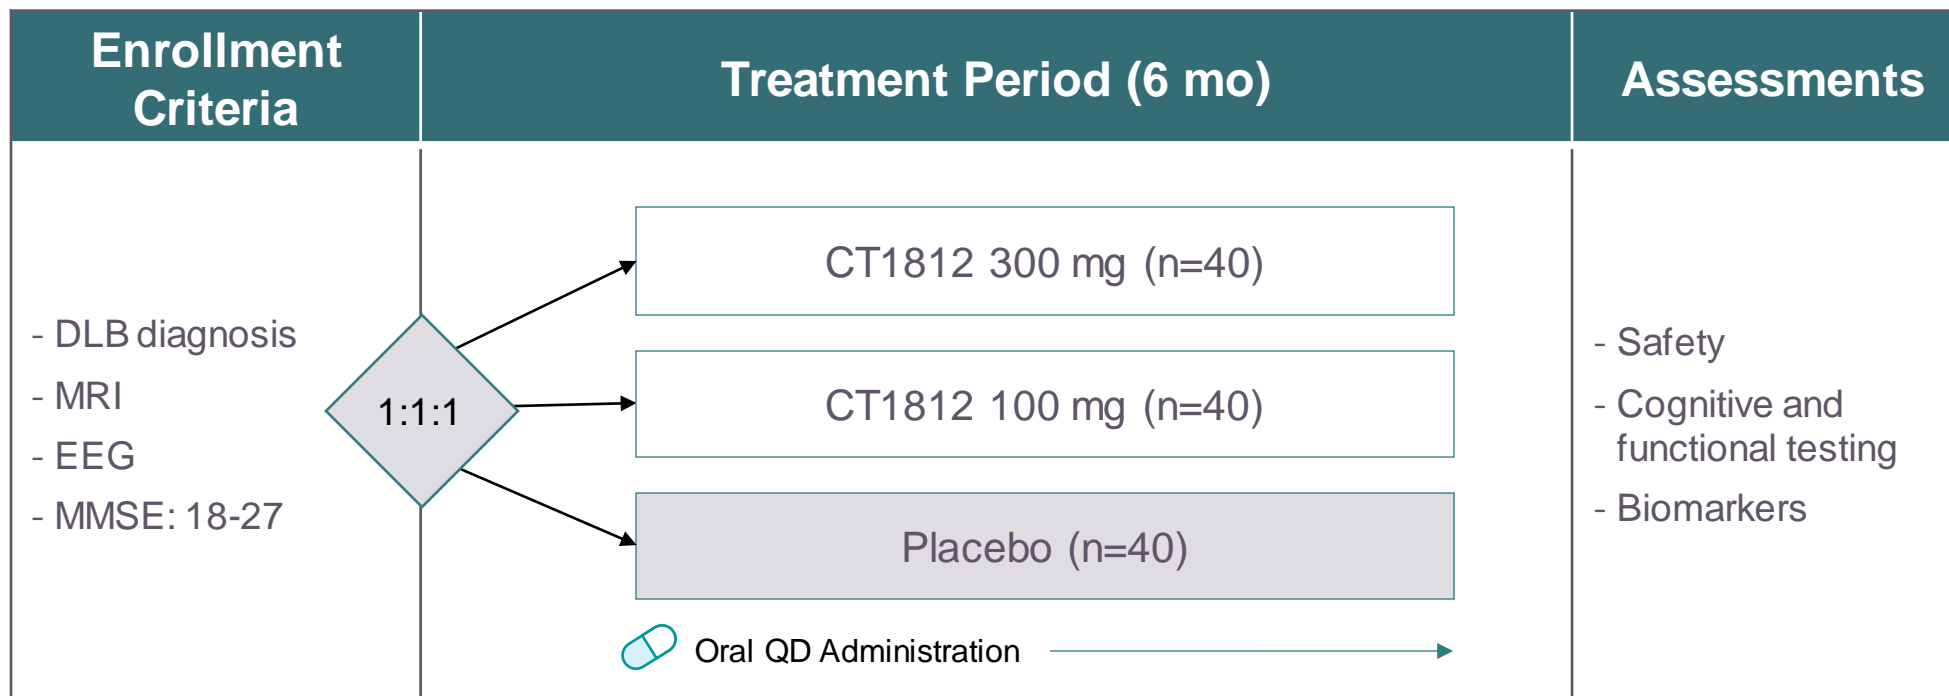 Enrollment
Criteria
Treatment Period (6 mo)
Assessments
- DLB diagnosis
- MRI
- EEG
- MMSE: 18-27
1:1:1
CT1812 300 mg (n=40)
CT1812 100 mg (n=40)
Placebo (n=40)
Oral QD Administration
- Safety
- Cognitive and
functional testing
- Biomarkers